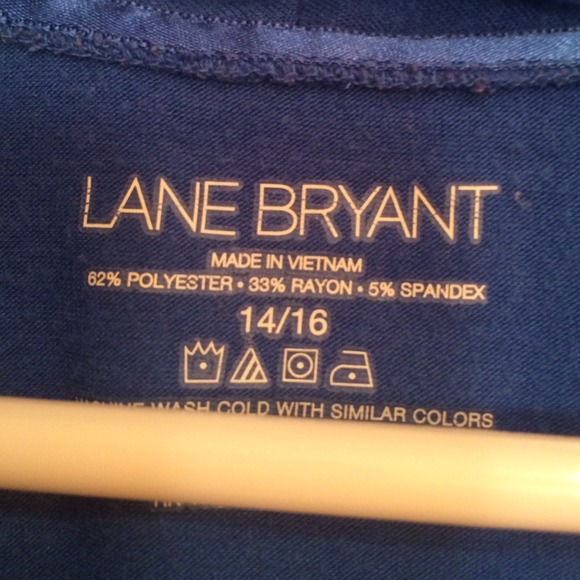 LANE BRYANT
MADE IN VIETNAM
62% POLYESTER • 33% RAYON • 5% SPANDEX
14/16
WASH COLD WITH SIMILAR COLORS